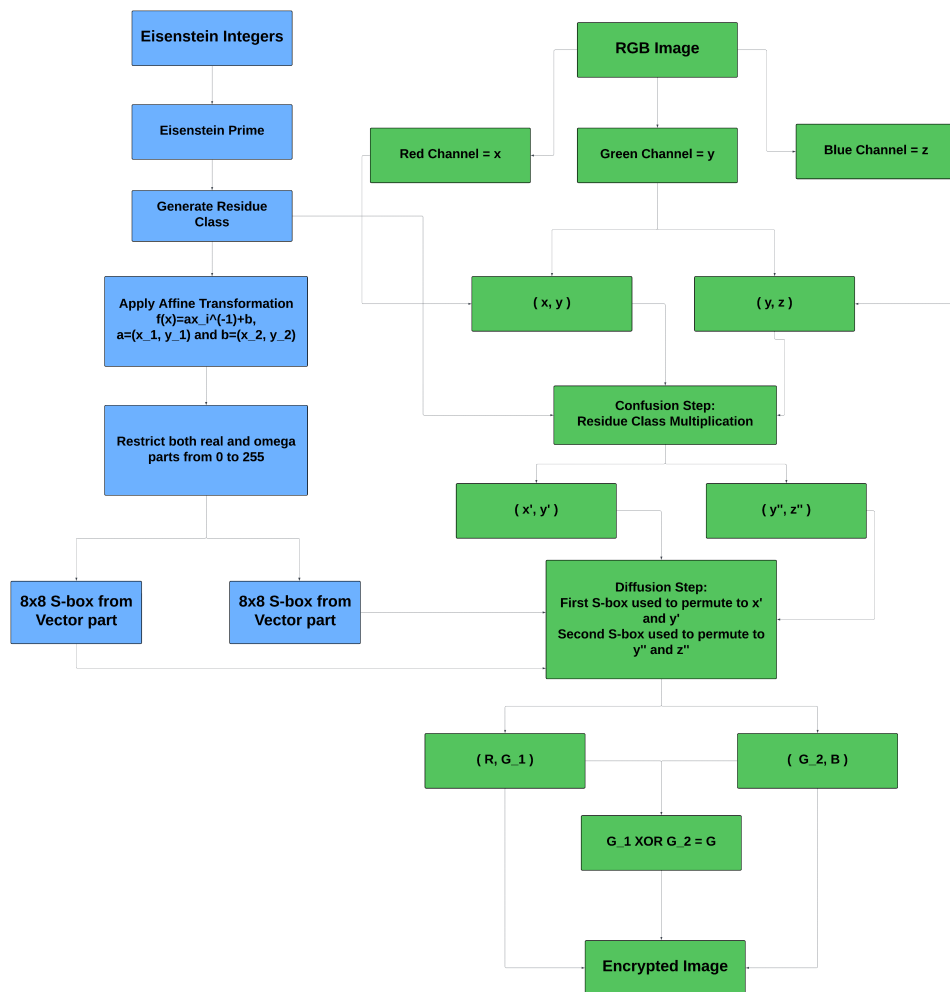 Eisenstein Integers
RGB Image
Eisenstein Prime
Red Channel = x
Green Channel = y
Blue Channel = z
Generate Residue
Class
Apply Affine Transformation
f(x)=ax_i^(-1)+b,
a=(x_1, y_1) and b=(x_2, y_2)
( x, y )
( y, z )
Confusion Step:
Residue Class Multiplication
Restrict both real and omega
parts from 0 to 255
( x', y' )
( y'', z'' )
8x8 S-box from
Vector part
8x8 S-box from
Vector part
Diffusion Step:
First S-box used to permute to x'
and y'
Second S-box used to permute to
y'' and z''
( R, G_1 )
( G_2, B )
G_1 XOR G_2 = G
Encrypted Image